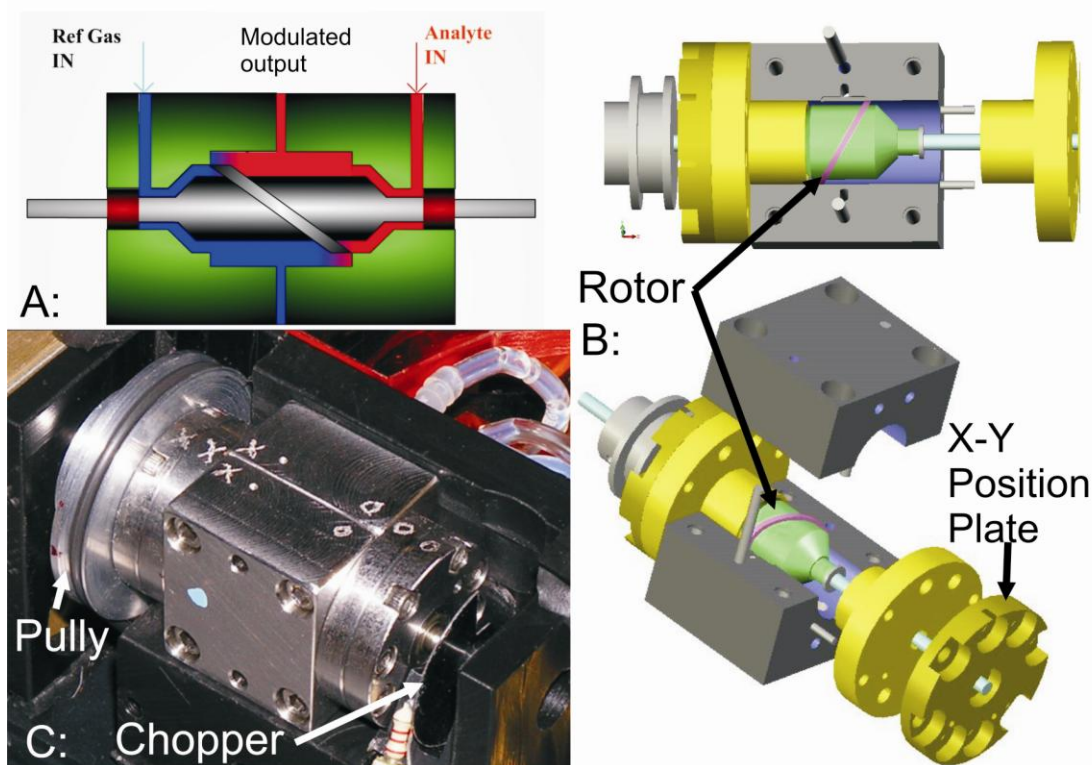 Ref Gas
IN
Modulated
output
Analyte
IN
A:
Rotor
B:
X-Y
Position
Plate
Pully
C:
Chopper